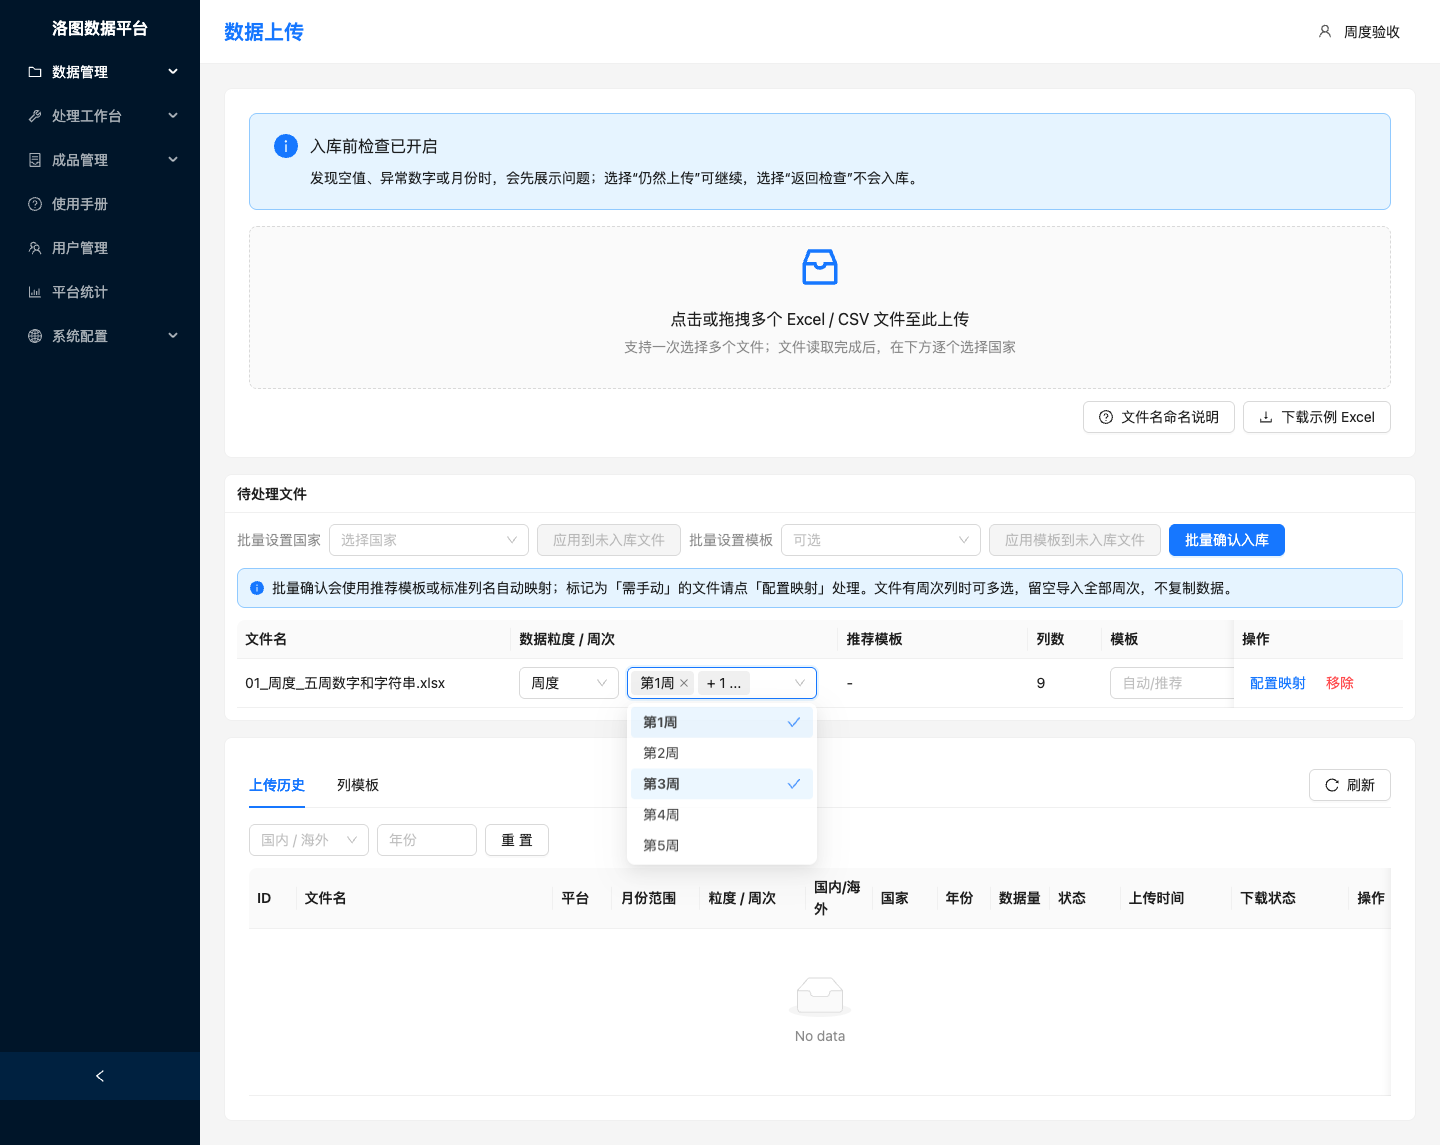 洛图数据平台
数据管理
处理工作台
成品管理
使用手册
用户管理
平台统计
系统配置
数据上传
周度验收
入库前检查已开启
发现空值、异常数字或月份时，会先展示问题；选择“仍然上传”可继续，选择“返回检查”不会入库。
点击或拖拽多个 Excel / CSV 文件至此上传
支持一次选择多个文件；文件读取完成后，在下方逐个选择国家
文件名命名说明
下载示例 Excel
待处理文件
批量设置国家 选择国家 应用到未入库文件 批量设置模板 可选 应用模板到未入库文件 批量确认入库
批量确认会使用推荐模板或标准列名自动映射；标记为「需手动」的文件请点「配置映射」处理。文件有周次列时可多选，留空导入全部周次，不复制数据。
文件名 数据粒度 / 周次 推荐模板 列数 模板 操作
01_周度_五周数字和字符串.xlsx 周度 第1周 + 1 ... - 9 自动/推荐 配置映射 移除
第1周
第2周
第3周
第4周
第5周
上传历史 列模板 刷新
国内 / 海外 年份 重 置
ID 文件名 平台 月份范围 粒度 / 周次 国内/海外 国家 年份 数据量 状态 上传时间 下载状态 操作
No data